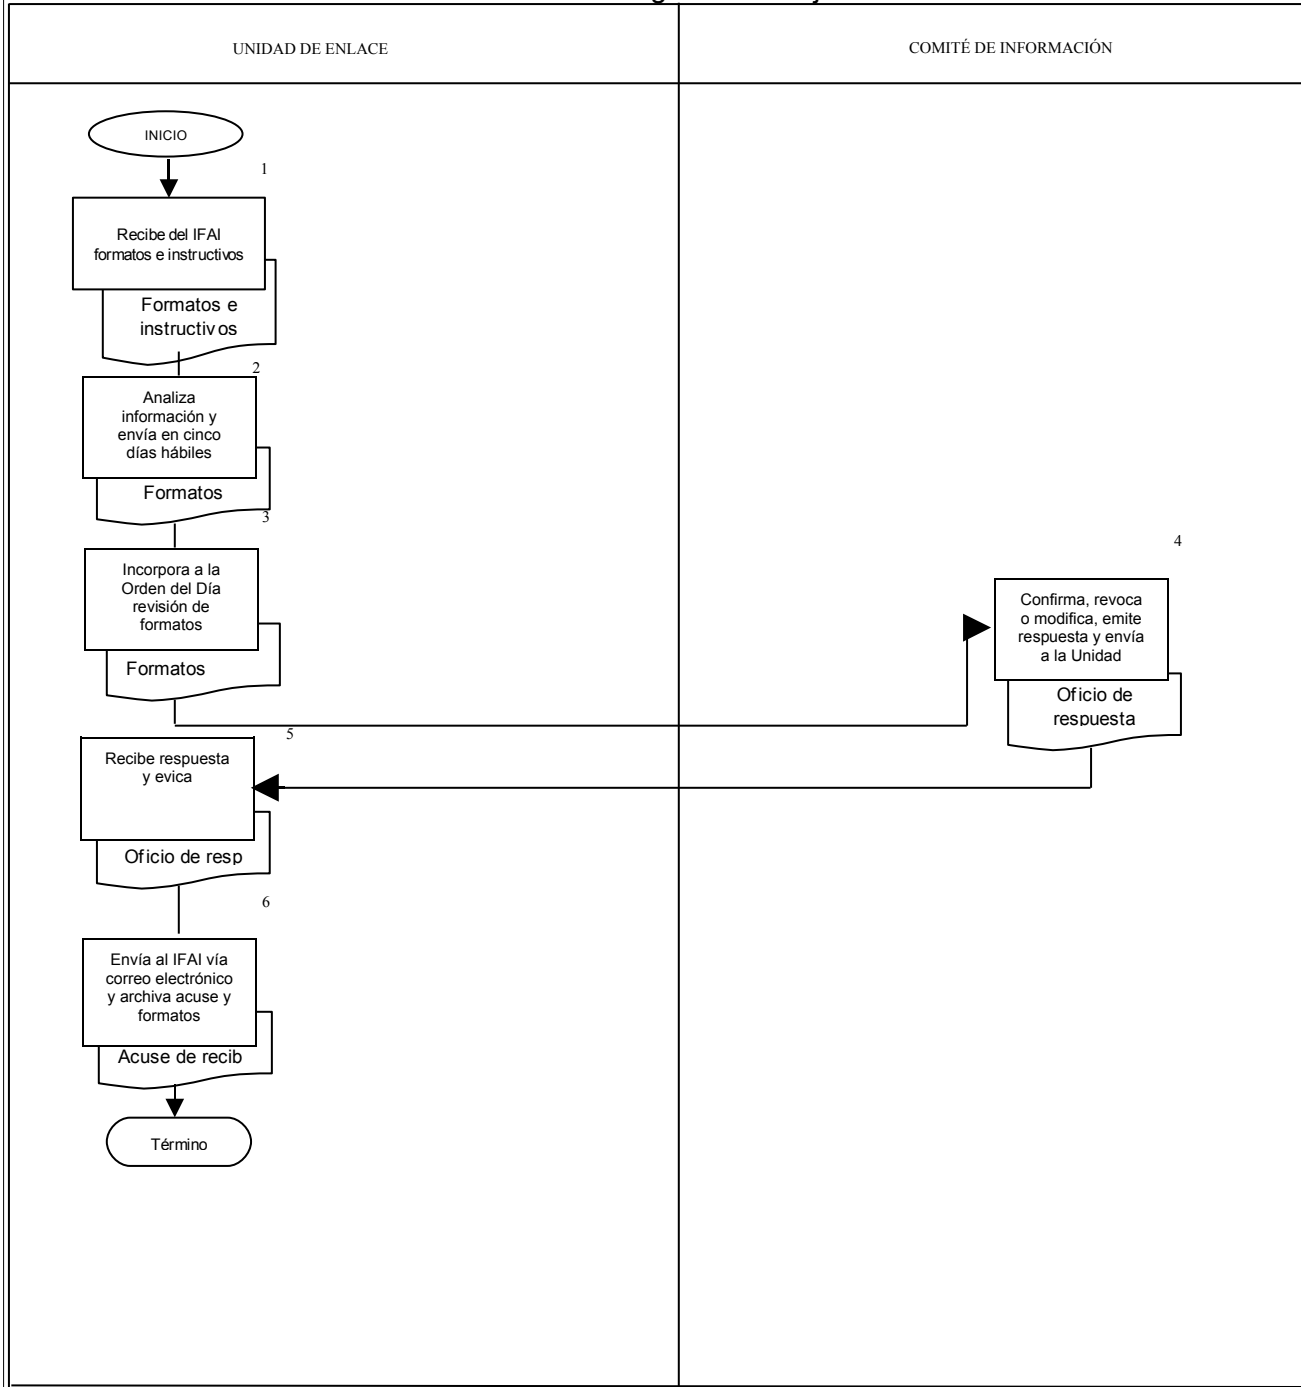 UNIDAD DE ENLACE
COMITÉ DE INFORMACIÓN
INICIO
1
Recibe del IFAI
formatos e instructivos
Formatos e
instructivos
2
Analiza
información y
envía en cinco
días hábiles
Formatos
3
Incorpora a la
Orden del Día
revisión de
formatos
Formatos
4
Confirma, revoca
o modifica, emite
respuesta y envía
a la Unidad
Oficio de
respuesta
5
Recibe respuesta
y evica
Oficio de resp
6
Envía al IFAI vía
correo electrónico
y archiva acuse y
formatos
Acuse de recib
Término